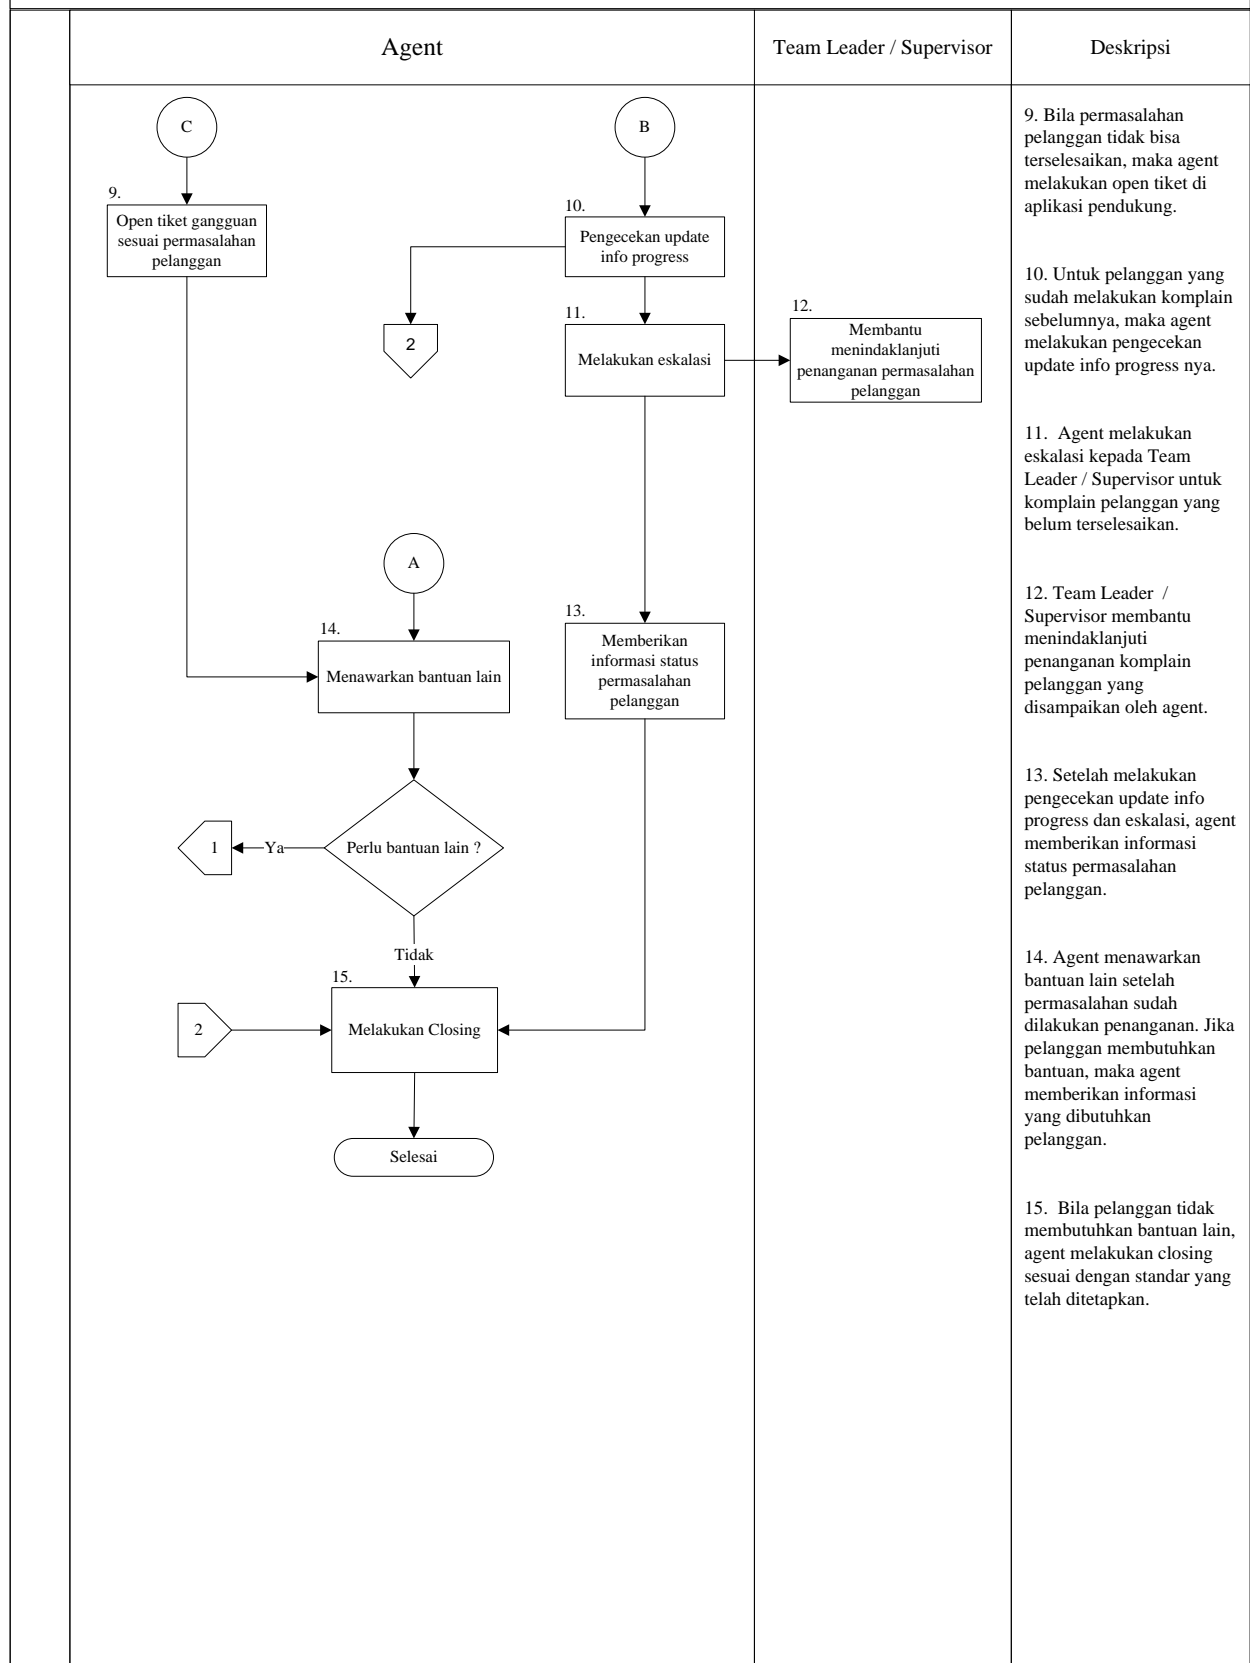 Agent
Team Leader / Supervisor
Deskripsi
C
B
9.
Open tiket gangguan
sesuai permasalahan
pelanggan
10.
Pengecekan update
info progress
2
11.
Melakukan eskalasi
12.
Membantu
menindaklanjuti
penanganan permasalahan
pelanggan
A
13.
Memberikan
informasi status
permasalahan
pelanggan
14.
Menawarkan bantuan lain
1
Ya
Perlu bantuan lain ?
Tidak
15.
2
Melakukan Closing
Selesai
9. Bila permasalahan
pelanggan tidak bisa
terselesaikan, maka agent
melakukan open tiket di
aplikasi pendukung.
10. Untuk pelanggan yang
sudah melakukan komplain
sebelumnya, maka agent
melakukan pengecekan
update info progress nya.
11. Agent melakukan
eskalasi kepada Team
Leader / Supervisor untuk
komplain pelanggan yang
belum terselesaikan.
12. Team Leader /
Supervisor membantu
menindaklanjuti
penanganan komplain
pelanggan yang
disampaikan oleh agent.
13. Setelah melakukan
pengecekan update info
progress dan eskalasi, agent
memberikan informasi
status permasalahan
pelanggan.
14. Agent menawarkan
bantuan lain setelah
permasalahan sudah
dilakukan penanganan. Jika
pelanggan membutuhkan
bantuan, maka agent
memberikan informasi
yang dibutuhkan
pelanggan.
15. Bila pelanggan tidak
membutuhkan bantuan lain,
agent melakukan closing
sesuai dengan standar yang
telah ditetapkan.